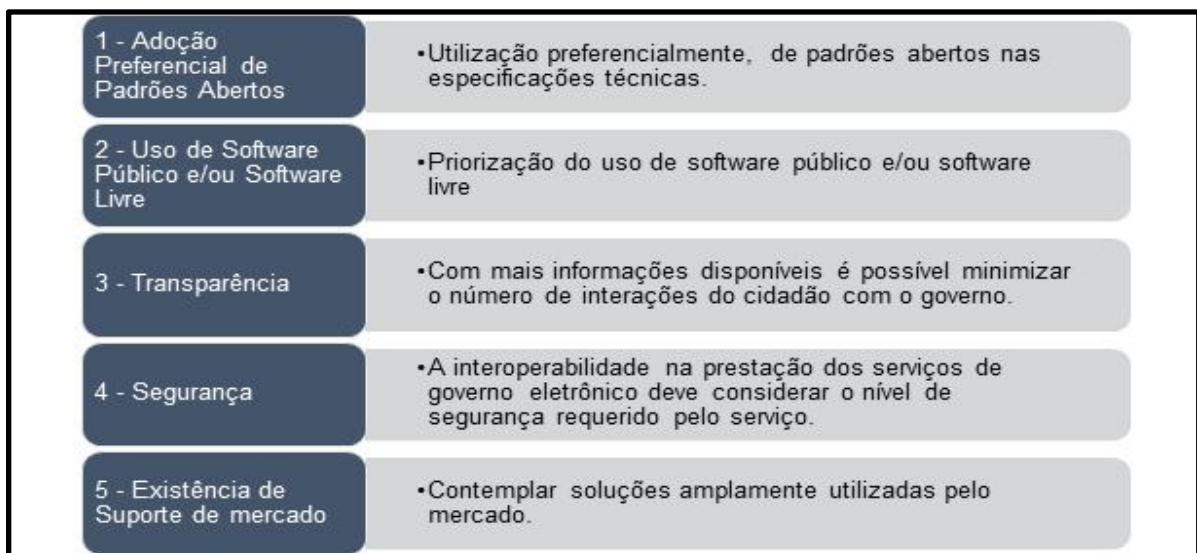 1 - Adoção
Preferencial de
Padrões Abertos
•Utilização preferencialmente, de padrões abertos nas
especificações técnicas.
2 - Uso de Software
Público e/ou Software
Livre
•Priorização do uso de software público e/ou software
livre
3 - Transparência
•Com mais informações disponíveis é possível minimizar
o número de interações do cidadão com o governo.
4 - Segurança
•A interoperabilidade na prestação dos serviços de
governo eletrônico deve considerar o nível de
segurança requerido pelo serviço.
5 - Existência de
Suporte de mercado
•Contemplar soluções amplamente utilizadas pelo
mercado.